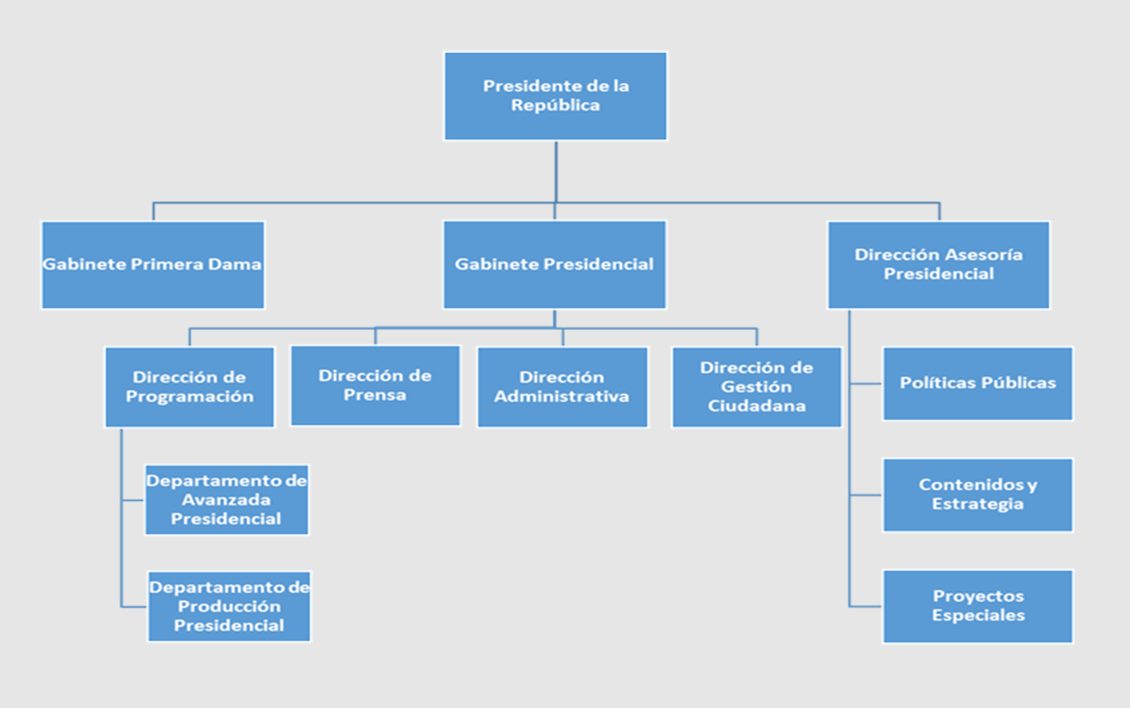 Presidente de la
República
Gabinete Primera Dama
Gabinete Presidencial
Dirección Asesoría
Presidencial
Dirección de
Programación
Dirección de
Prensa
Dirección
Administrativa
Dirección de
Gestión
Ciudadana
Políticas Públicas
Departamento de
Avanzada
Presidencial
Contenidos y
Estrategia
Departamento de
Producción
Presidencial
Proyectos
Especiales